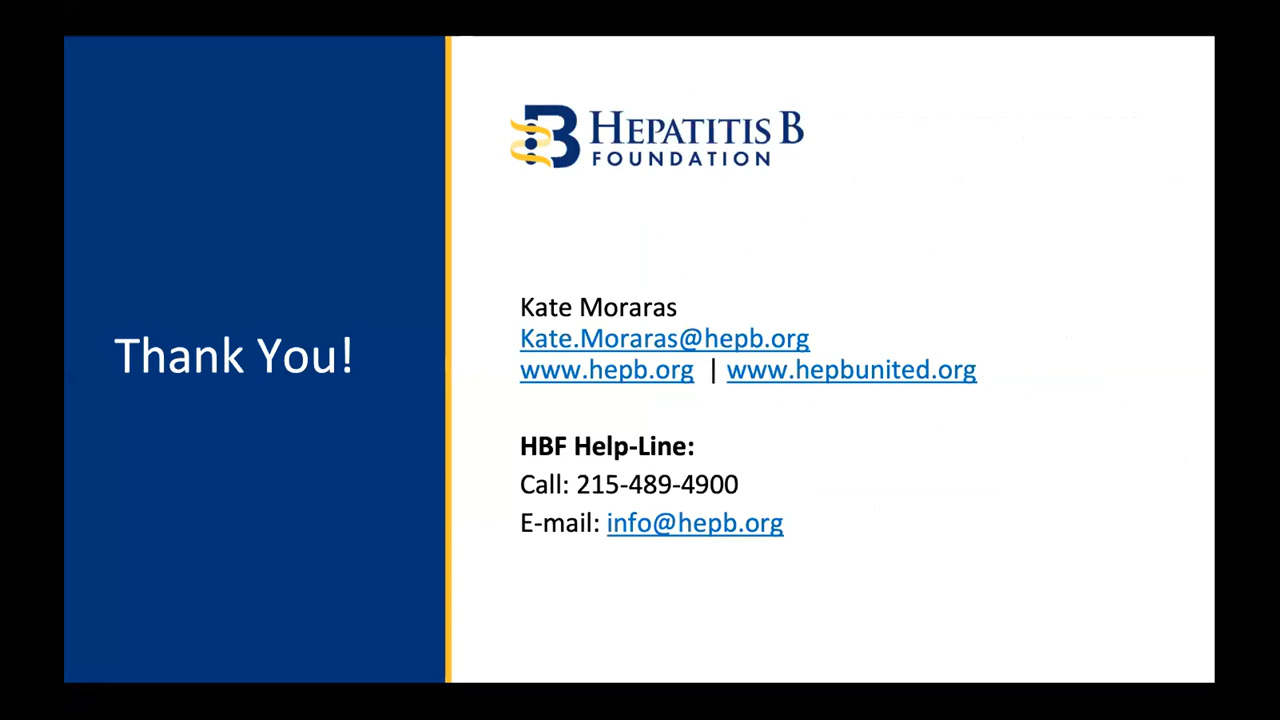 Thank You!
HEPATITIS B
FOUNDATION
Kate Moraras
Kate.Moraras@hepb.org
www.hepb.org | www.hepbunited.org
HBF Help-Line:
Call: 215-489-4900
E-mail: info@hepb.org